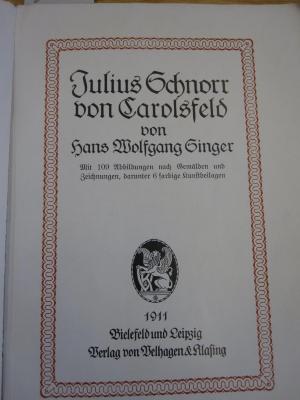 Julius Schnorr
von Carolsfeld
von
Hans Wolfgang Singer
Mit 109 Abbildungen nach Gemälden und
Zeichnungen, darunter 6 farbige Kunstbeilagen
1911
Bielefeld und Leipzig
Verlag von Velhagen & Klasing